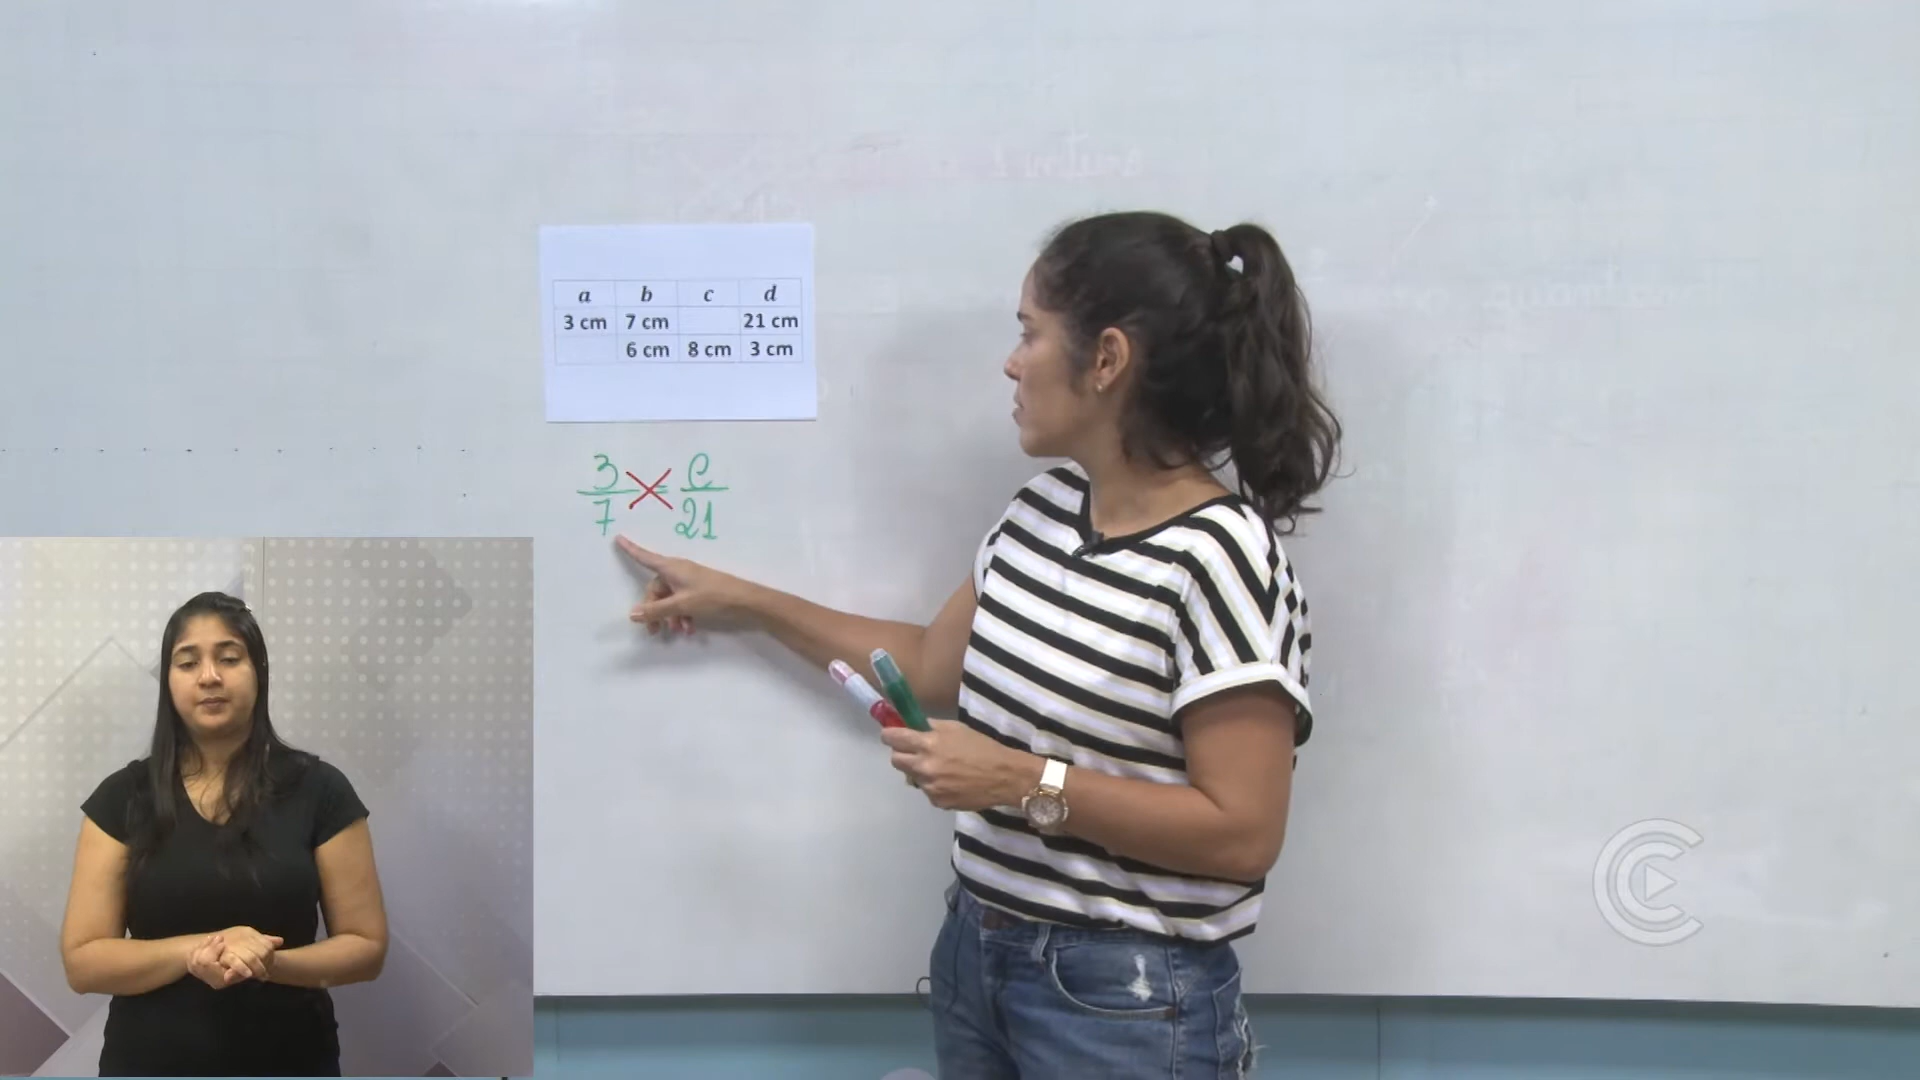 a b c d
3 cm 7 cm 21 cm
6 cm 8 cm 3 cm
3/7 = c/21